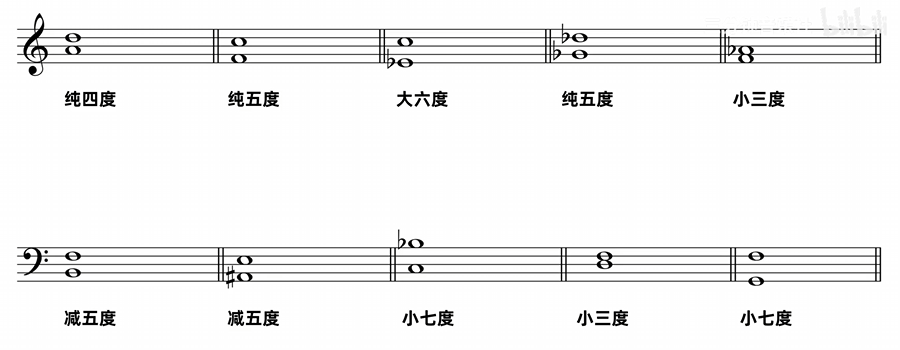 bilibili
纯四度 纯五度 大六度 纯五度 小三度
减五度 减五度 小七度 小三度 小七度